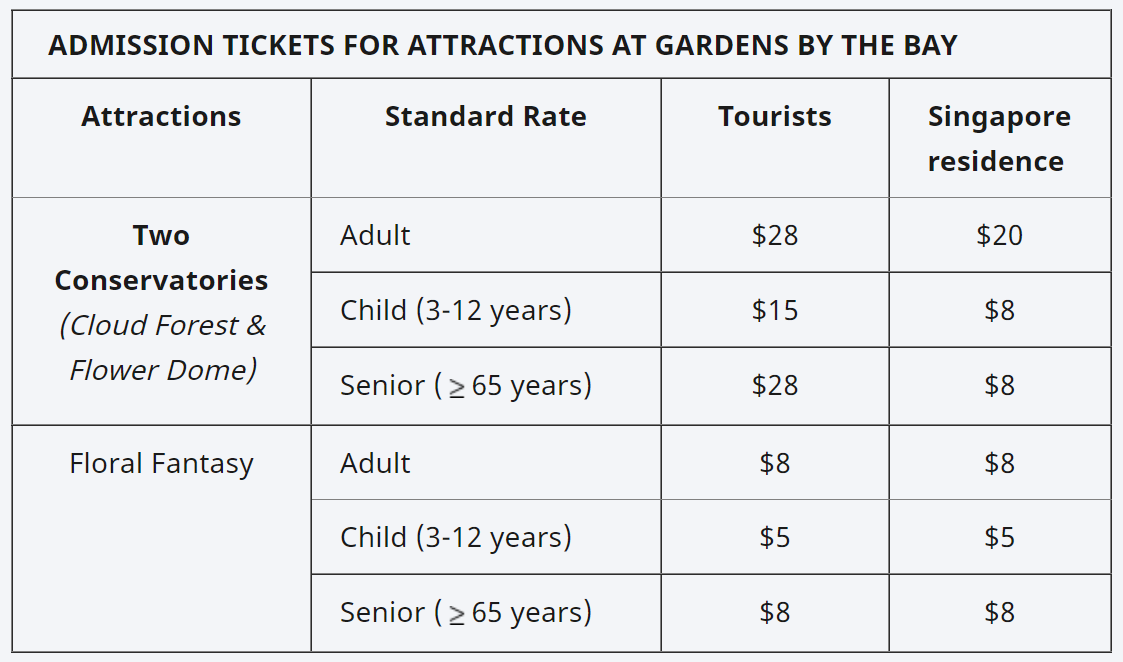 ADMISSION TICKETS FOR ATTRACTIONS AT GARDENS BY THE BAY
Attractions Standard Rate Tourists Singapore
residence
Two Adult $28 $20
Conservatories
(Cloud Forest & Child (3-12 years) $15 $8
Flower Dome) Senior ( ≥ 65 years) $28 $8
Floral Fantasy Adult $8 $8
Child (3-12 years) $5 $5
Senior ( ≥ 65 years) $8 $8